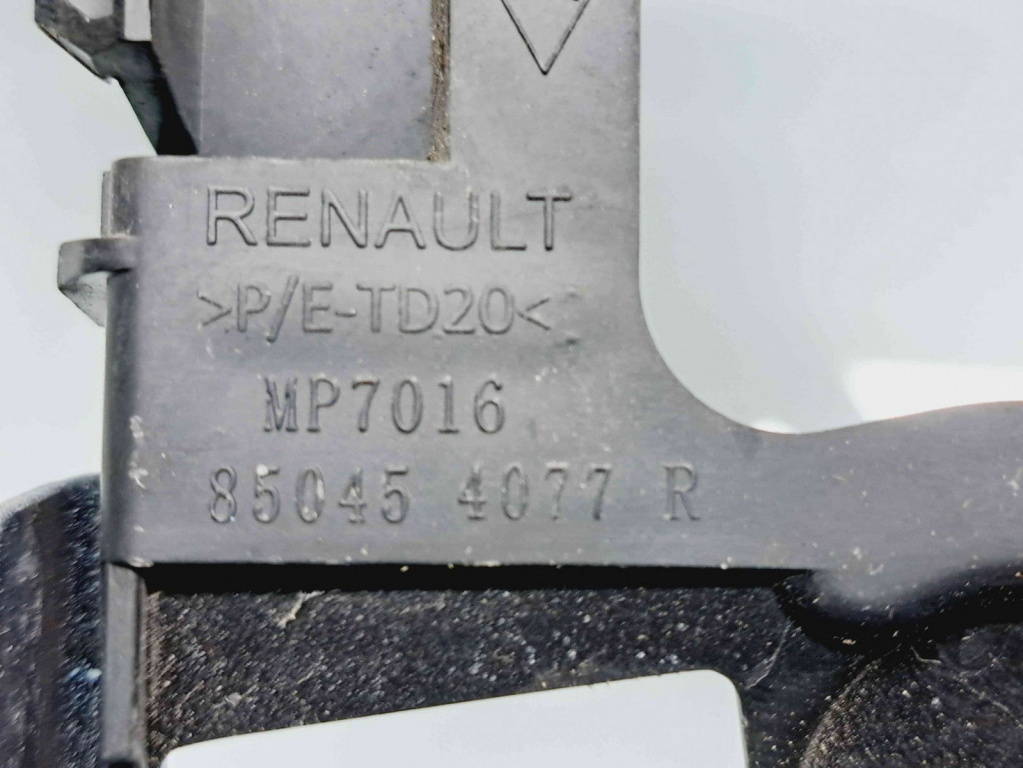 RENAULT
>P/E-TD20<
MP7016
85045 4077 R